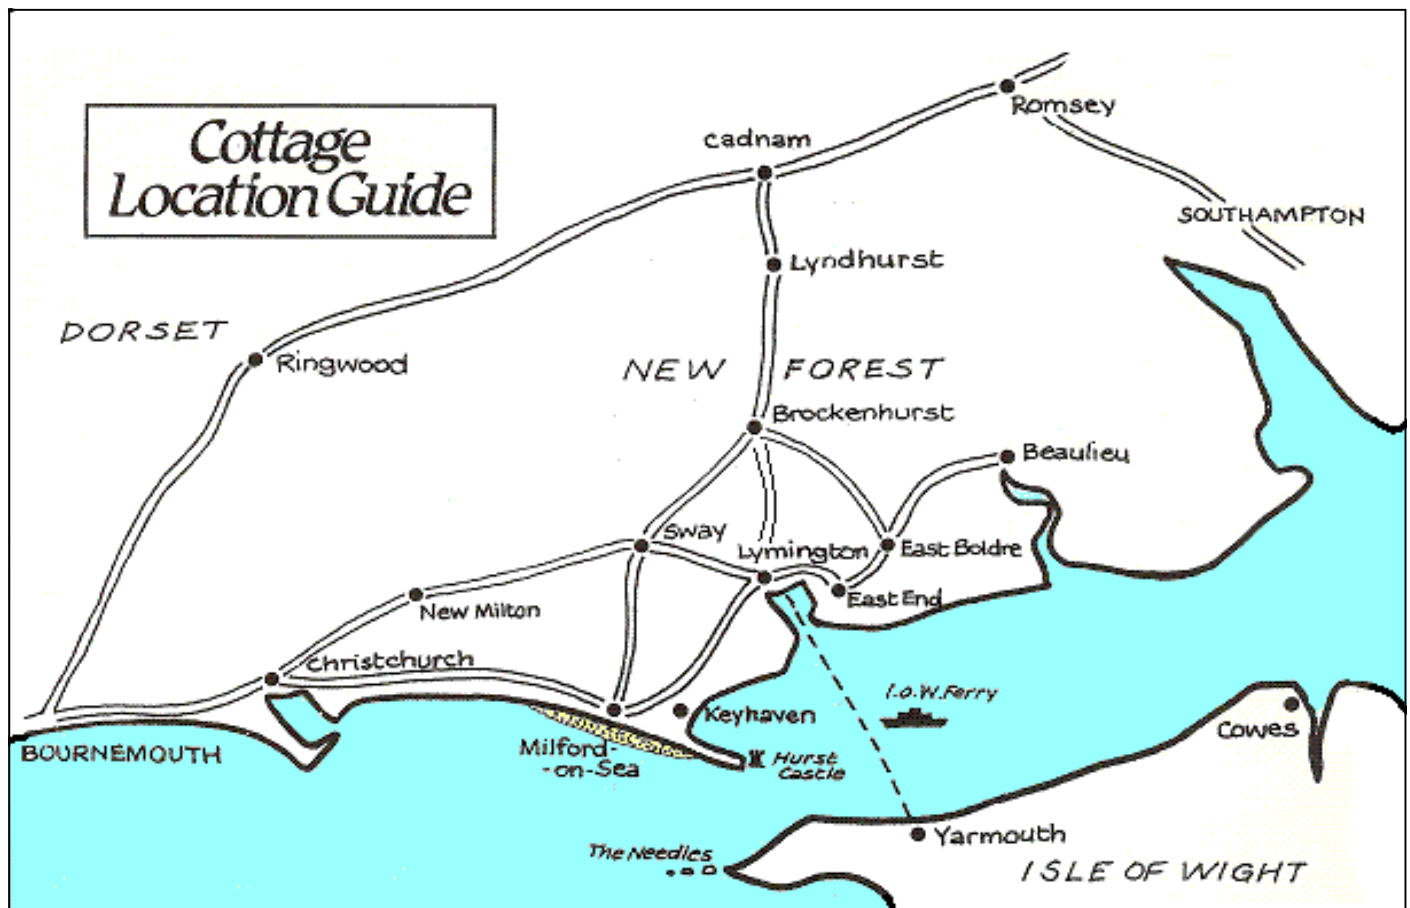 Cottage
Location Guide
Romsey
Cadnam
SOUTHAMPTON
Lyndhurst
DORSET
Ringwood
NEW FOREST
Brockenhurst
Beaulieu
Sway
Lymington
East Boldre
New Milton
East End
Christchurch
I.o.W. Ferry
Keyhaven
Cowes
BOURNEMOUTH
Milford-
-on-Sea
Hurst
Castle
Yarmouth
The Needles
ISLE OF WIGHT